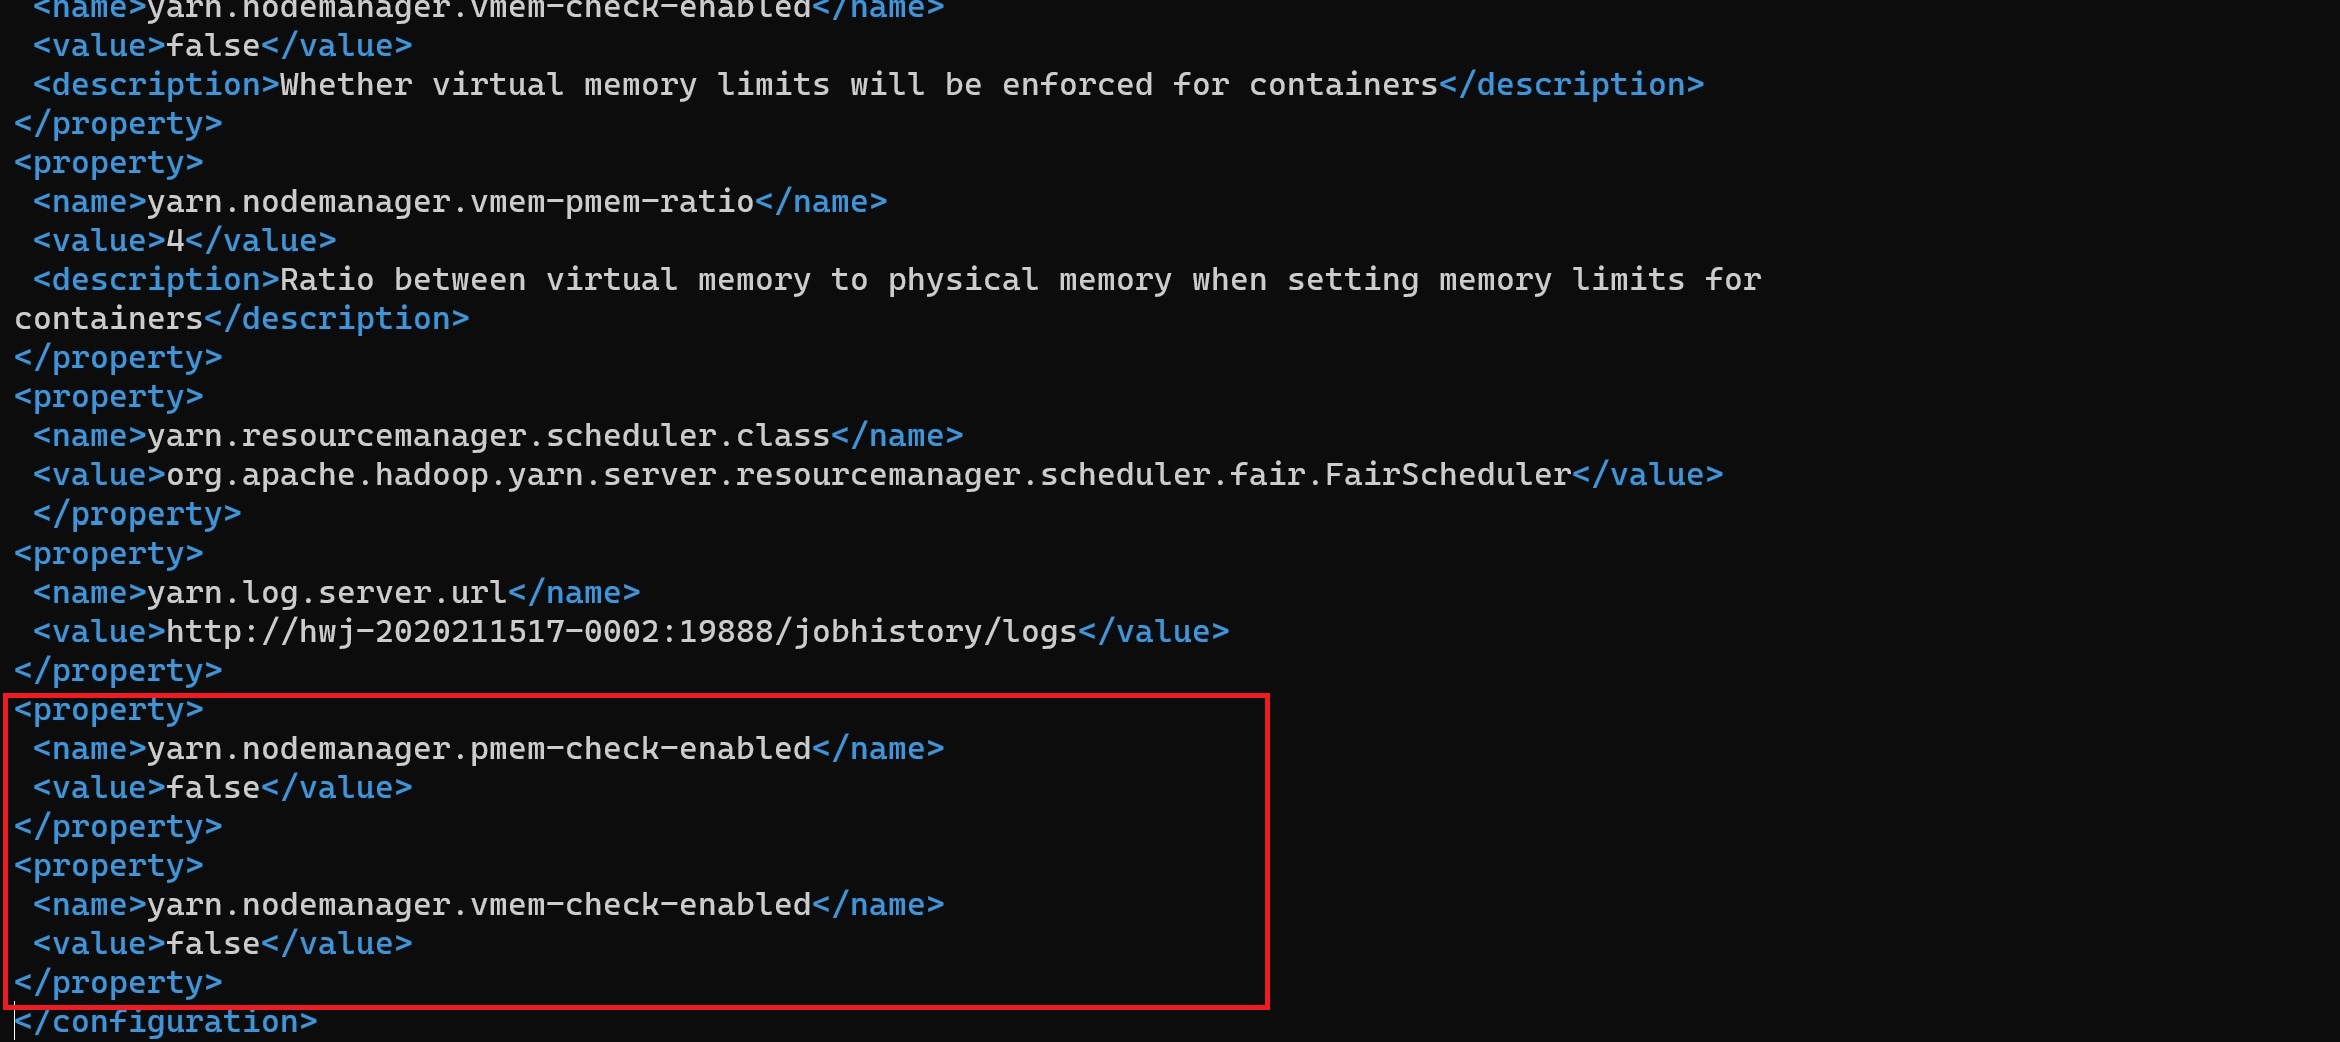 <name>yarn.nodemanager.vmem-check-enabled</name>
<value>false</value>
<description>Whether virtual memory limits will be enforced for containers</description>
</property>
<property>
<name>yarn.nodemanager.vmem-pmem-ratio</name>
<value>4</value>
<description>Ratio between virtual memory to physical memory when setting memory limits for
containers</description>
</property>
<property>
<name>yarn.resourcemanager.scheduler.class</name>
<value>org.apache.hadoop.yarn.server.resourcemanager.scheduler.fair.FairScheduler</value>
</property>
<property>
<name>yarn.log.server.url</name>
<value>http://hwj-2020211517-0002:19888/jobhistory/logs</value>
</property>
<property>
<name>yarn.nodemanager.pmem-check-enabled</name>
<value>false</value>
</property>
<property>
<name>yarn.nodemanager.vmem-check-enabled</name>
<value>false</value>
</property>
</configuration>